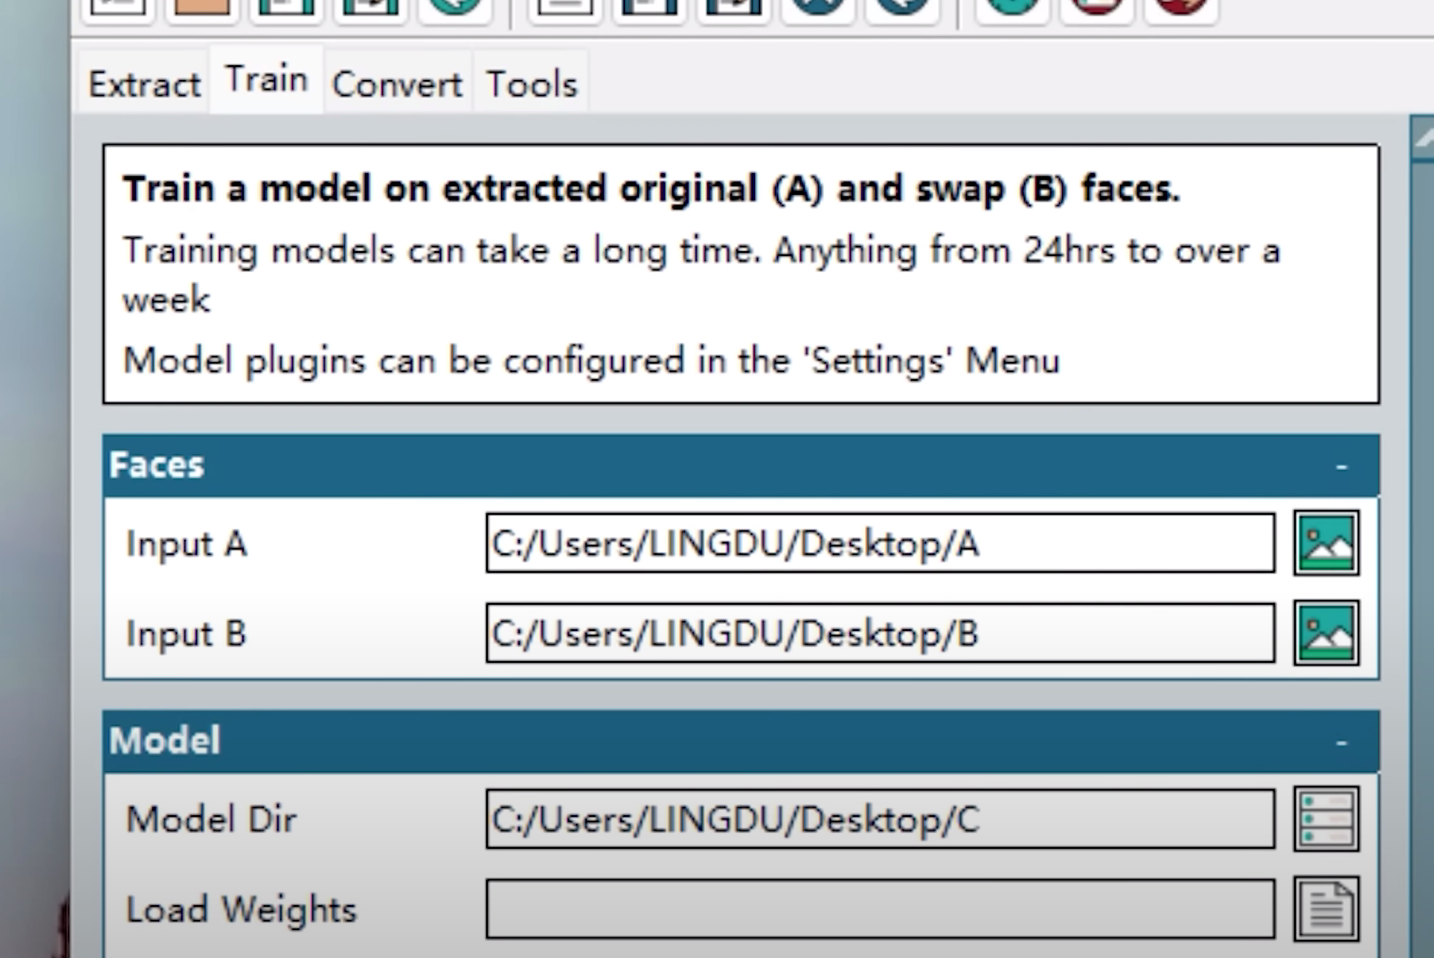 Extract Train Convert Tools
Train a model on extracted original (A) and swap (B) faces.
Training models can take a long time. Anything from 24hrs to over a
week
Model plugins can be configured in the 'Settings' Menu
Faces -
Input A C:/Users/LINGDU/Desktop/A
Input B C:/Users/LINGDU/Desktop/B
Model -
Model Dir C:/Users/LINGDU/Desktop/C
Load Weights